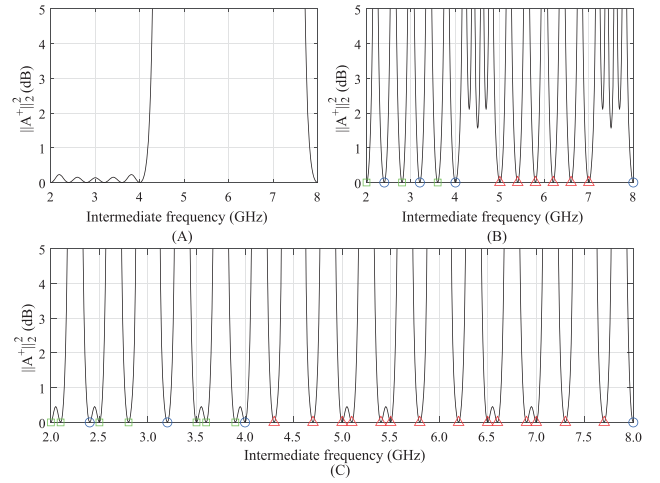 5
4
3
2
1
0
||A⁺||₂² (dB)
2 3 4 5 6 7 8
Intermediate frequency (GHz)
(A)
5
4
3
2
1
0
||A⁺||₂² (dB)
2 3 4 5 6 7 8
Intermediate frequency (GHz)
(B)
5
4
3
2
1
0
||A⁺||₂² (dB)
2.0 2.5 3.0 3.5 4.0 4.5 5.0 5.5 6.0 6.5 7.0 7.5 8.0
Intermediate frequency (GHz)
(C)